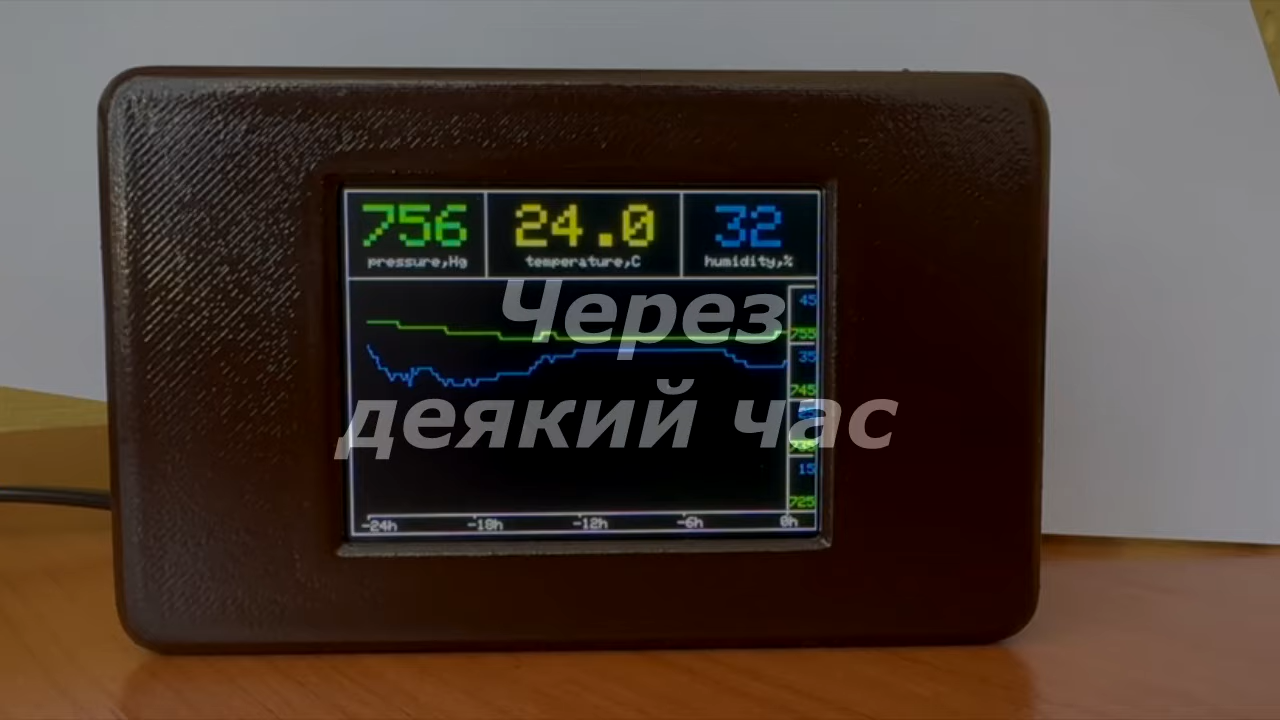 756 24.0 32
pressure,Hg temperature,C humidity,%
Через
деякий час
45
755
35
745
735
15
725
-24h -18h -12h -6h 0h